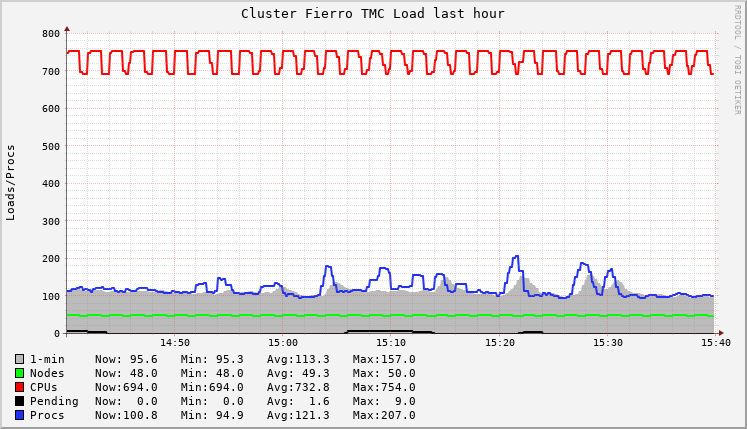 Cluster Fierro TMC Load last hour
RRDTOOL / TOBI OETIKER
Loads/Procs
800
700
600
500
400
300
200
100
0
14:50 15:00 15:10 15:20 15:30 15:40
1-min Now: 95.6 Min: 95.3 Avg:113.3 Max:157.0
Nodes Now: 48.0 Min: 48.0 Avg: 49.3 Max: 50.0
CPUs Now:694.0 Min:694.0 Avg:732.8 Max:754.0
Pending Now: 0.0 Min: 0.0 Avg: 1.6 Max: 9.0
Procs Now:100.8 Min: 94.9 Avg:121.3 Max:207.0